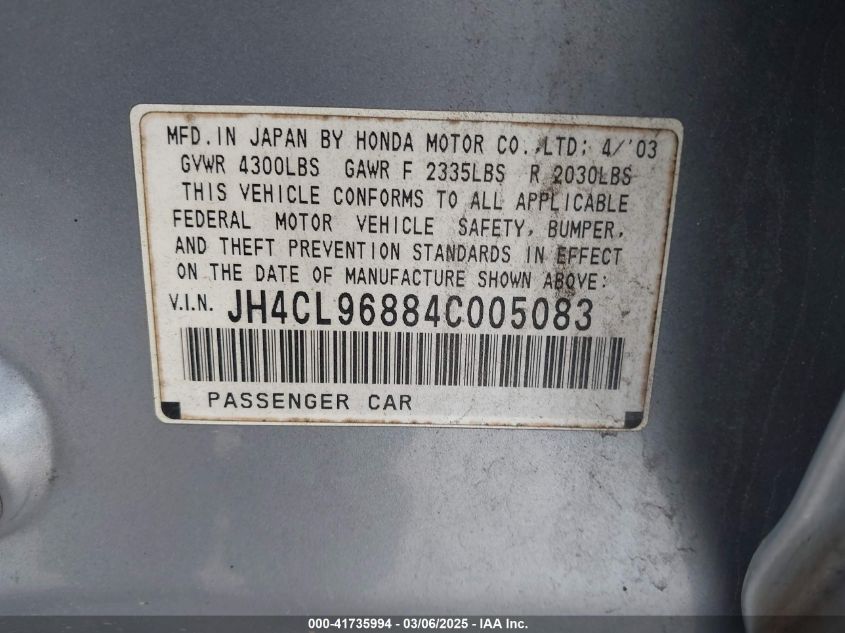 MFD. IN JAPAN BY HONDA MOTOR CO., LTD; 4/'03
GVWR 4300LBS GAWR F 2335LBS R 2030LBS
THIS VEHICLE CONFORMS TO ALL APPLICABLE
FEDERAL MOTOR VEHICLE SAFETY, BUMPER,
AND THEFT PREVENTION STANDARDS IN EFFECT
ON THE DATE OF MANUFACTURE SHOWN ABOVE:
V.I.N. JH4CL96884C005083
PASSENGER CAR
000-41735994 - 03/06/2025 - IAA Inc.